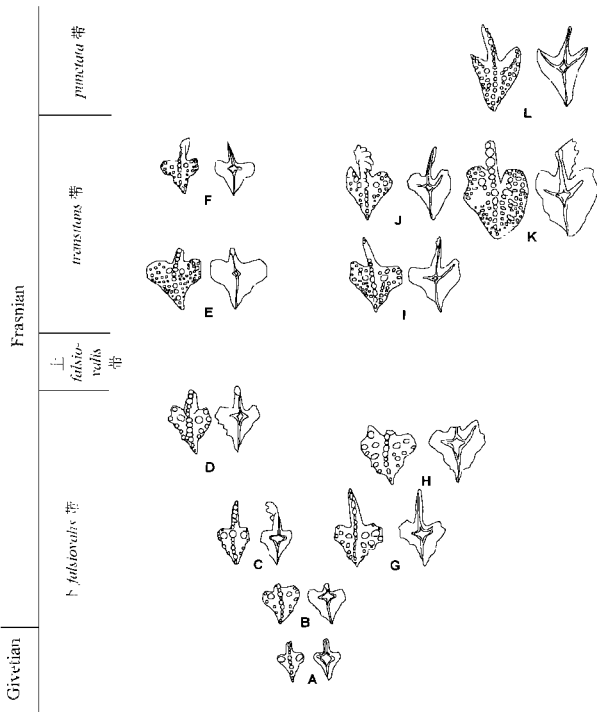 punctata 带
L
transitans 带
F
J
K
E
I
Frasnian
上
falsio-
valis
带
D
H
下 falsiovalis 带
C
G
B
A
Givetian